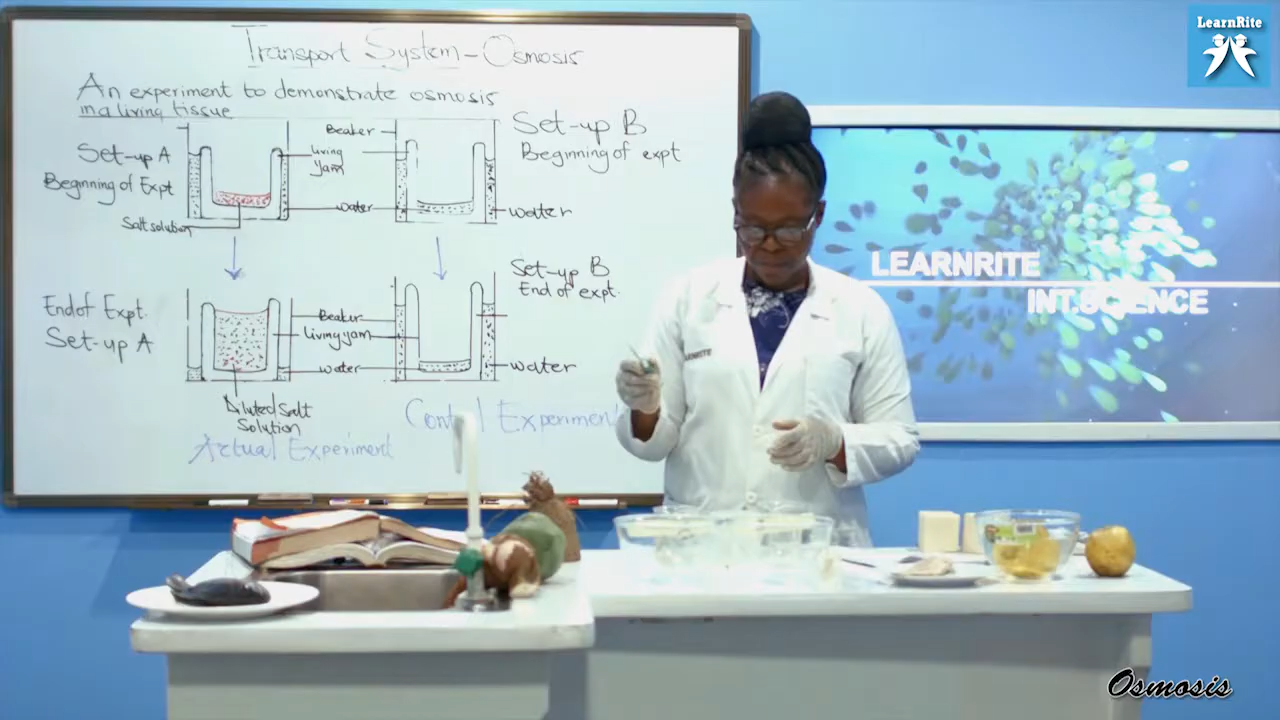 LearnRite
Transport System - Osmosis
An experiment to demonstrate osmosis
in a living tissue
Set-up A
Beginning of Expt
Beaker
living
yam
water
Salt solution
Set-up B
Beginning of expt
water
End of Expt.
Set-up A
Beaker
living yam
water
Diluted Salt
Solution
Actual Experiment
Set-up B
End of expt.
water
Experiment
LEARNRITE
INT.SCIENCE
Osmosis